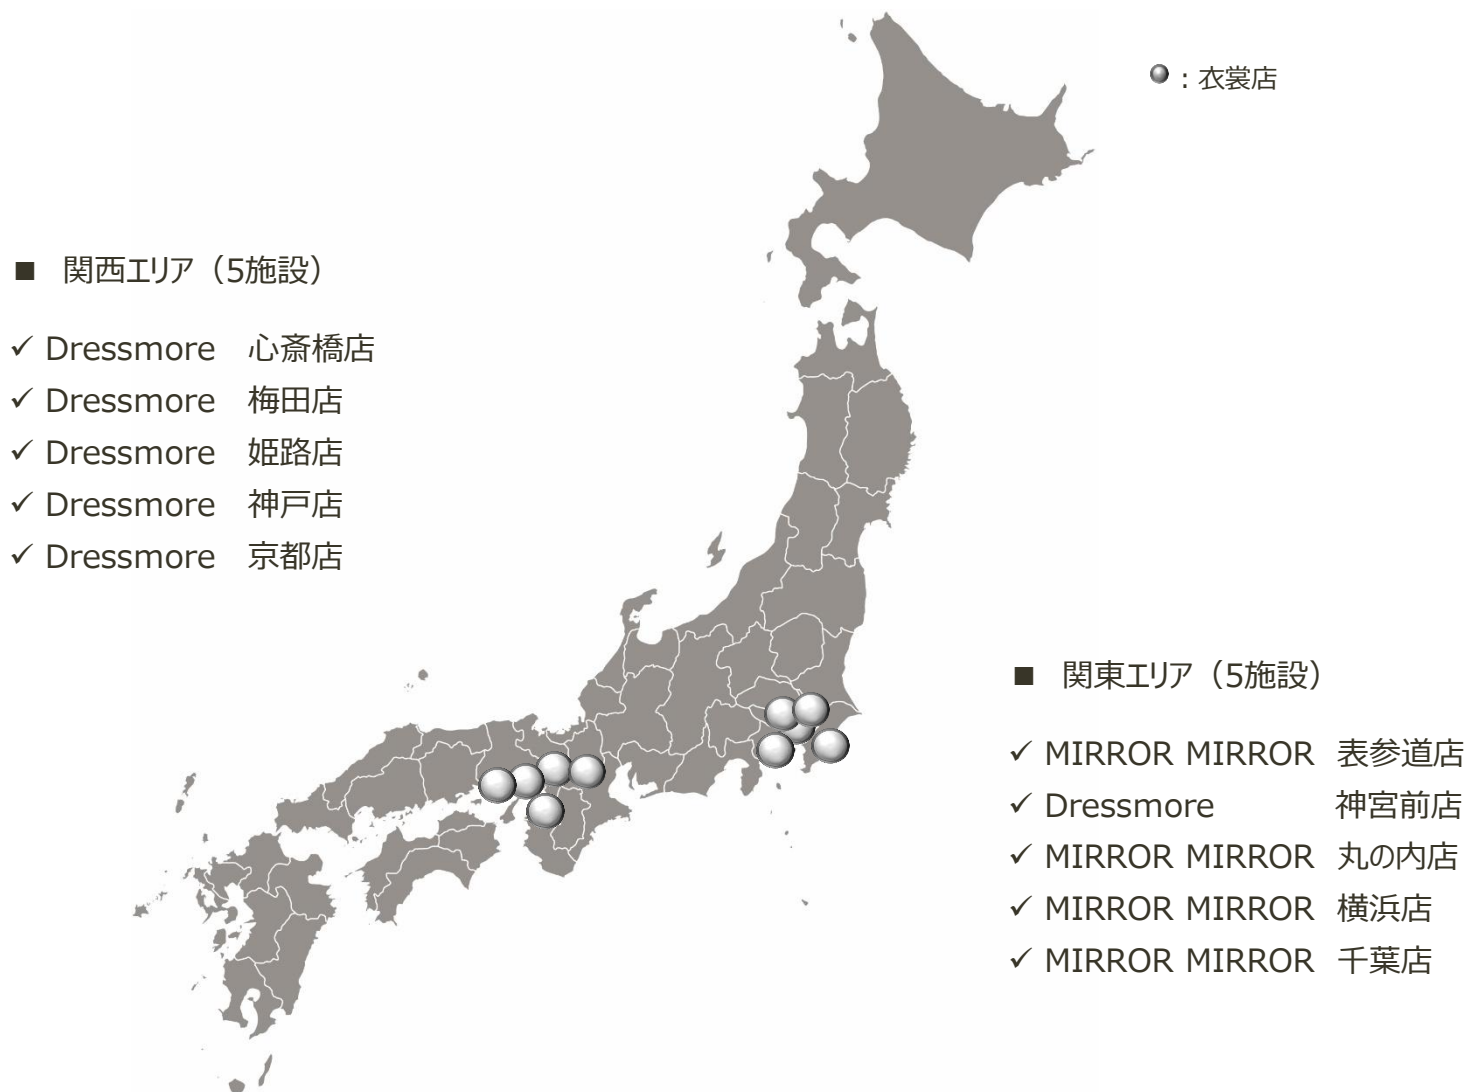 ：衣裳店
■ 関西エリア（5施設）
✓ Dressmore 心斎橋店
✓ Dressmore 梅田店
✓ Dressmore 姫路店
✓ Dressmore 神戸店
✓ Dressmore 京都店
■ 関東エリア（5施設）
✓ MIRROR MIRROR 表参道店
✓ Dressmore 神宮前店
✓ MIRROR MIRROR 丸の内店
✓ MIRROR MIRROR 横浜店
✓ MIRROR MIRROR 千葉店